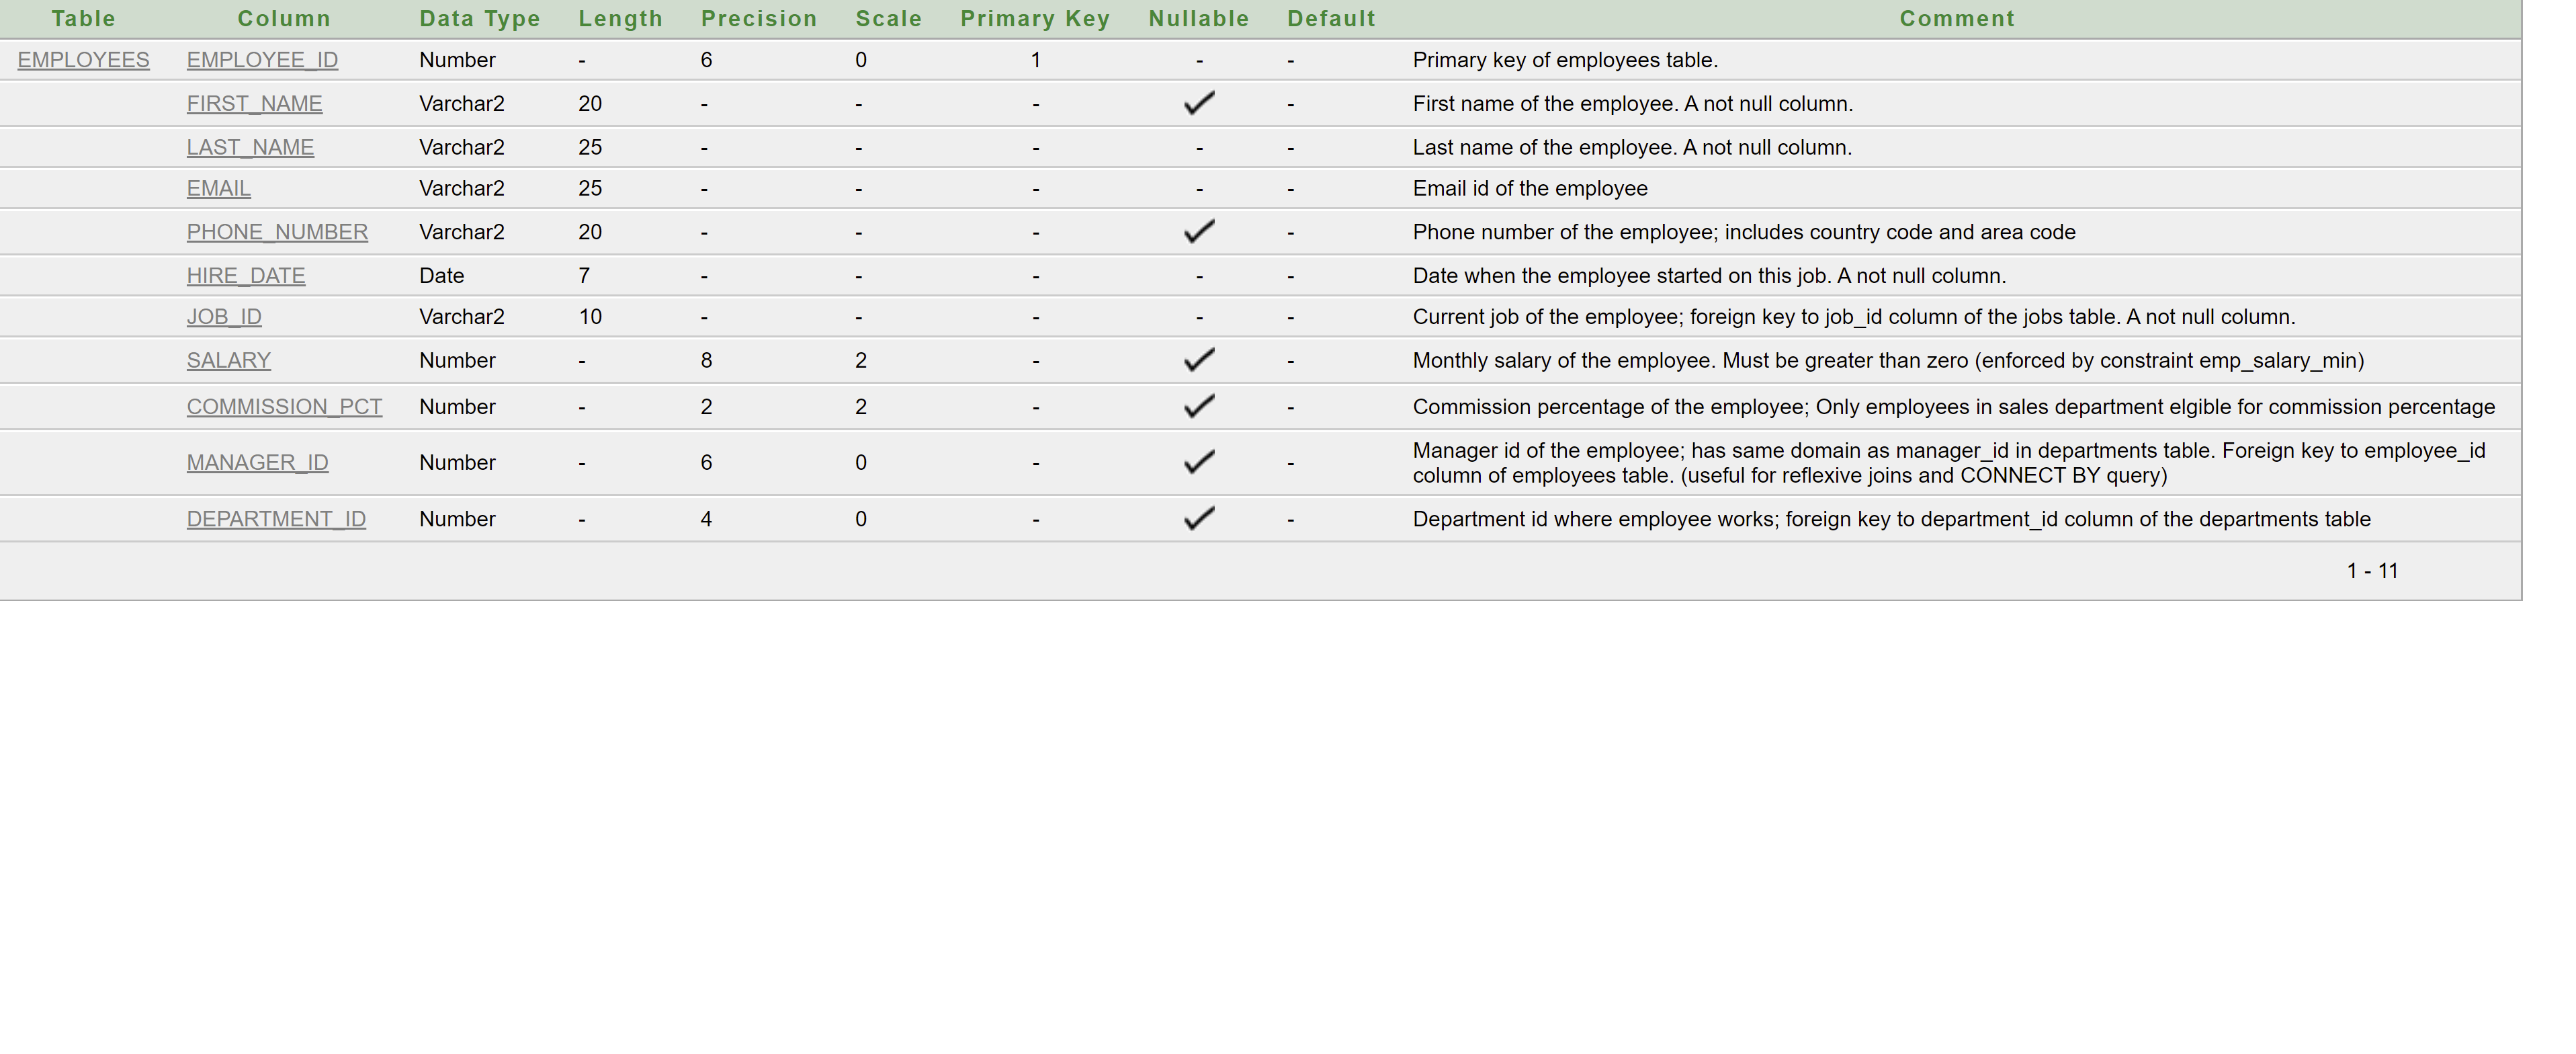 Table Column Data Type Length Precision Scale Primary Key Nullable Default Comment
EMPLOYEES EMPLOYEE_ID Number - 6 0 1 - - Primary key of employees table.
FIRST_NAME Varchar2 20 - - - ✓ - First name of the employee. A not null column.
LAST_NAME Varchar2 25 - - - - - Last name of the employee. A not null column.
EMAIL Varchar2 25 - - - - - Email id of the employee
PHONE_NUMBER Varchar2 20 - - - ✓ - Phone number of the employee; includes country code and area code
HIRE_DATE Date 7 - - - - - Date when the employee started on this job. A not null column.
JOB_ID Varchar2 10 - - - - - Current job of the employee; foreign key to job_id column of the jobs table. A not null column.
SALARY Number - 8 2 - ✓ - Monthly salary of the employee. Must be greater than zero (enforced by constraint emp_salary_min)
COMMISSION_PCT Number - 2 2 - ✓ - Commission percentage of the employee; Only employees in sales department elgible for commission percentage
MANAGER_ID Number - 6 0 - ✓ - Manager id of the employee; has same domain as manager_id in departments table. Foreign key to employee_id
column of employees table. (useful for reflexive joins and CONNECT BY query)
DEPARTMENT_ID Number - 4 0 - ✓ - Department id where employee works; foreign key to department_id column of the departments table
1 - 11